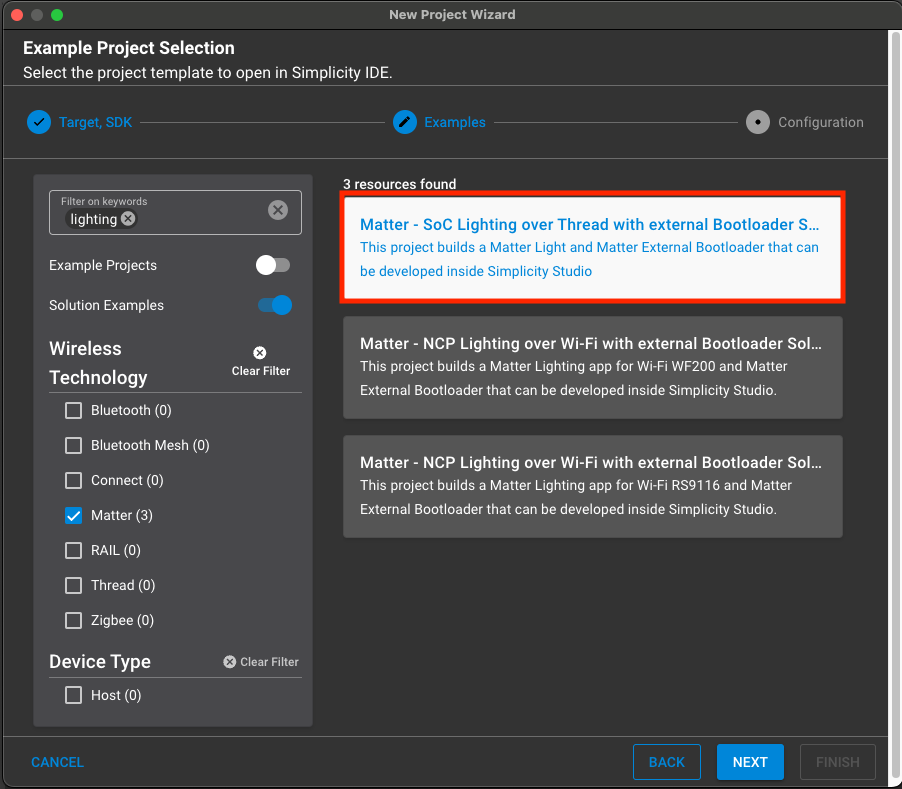 New Project Wizard
Example Project Selection
Select the project template to open in Simplicity IDE.
Target, SDK
Examples
Configuration
Filter on keywords
lighting
Example Projects
Solution Examples
Wireless
Technology
Clear Filter
Bluetooth (0)
Bluetooth Mesh (0)
Connect (0)
Matter (3)
RAIL (0)
Thread (0)
Zigbee (0)
Device Type
Clear Filter
Host (0)
3 resources found
Matter - SoC Lighting over Thread with external Bootloader S...
This project builds a Matter Light and Matter External Bootloader that can
be developed inside Simplicity Studio
Matter - NCP Lighting over Wi-Fi with external Bootloader Sol...
This project builds a Matter Lighting app for Wi-Fi WF200 and Matter
External Bootloader that can be developed inside Simplicity Studio.
Matter - NCP Lighting over Wi-Fi with external Bootloader Sol...
This project builds a Matter Lighting app for Wi-Fi RS9116 and Matter
External Bootloader that can be developed inside Simplicity Studio.
CANCEL
BACK
NEXT
FINISH